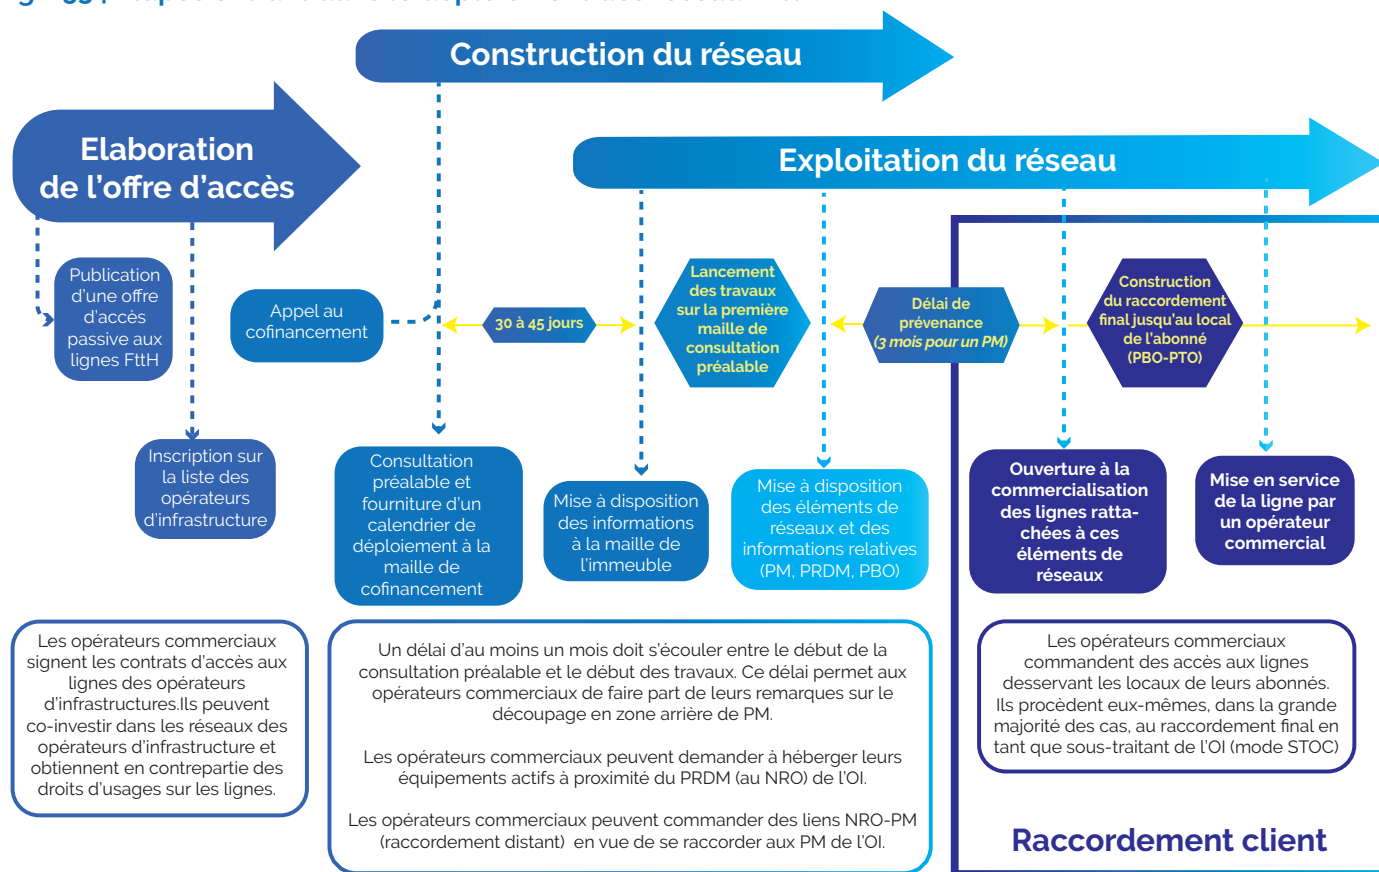 Construction du réseau
Elaboration
de l'offre d'accès
Exploitation du réseau
Publication
d'une offre
d'accès
passive aux
lignes FttH
Appel au
cofinancement
30 à 45 jours
Lancement
des travaux
sur la première
maille de
consultation
préalable
Délai de
prévenance
(3 mois pour un PM)
Construction
du raccordement
final jusqu'au local
de l'abonné
(PBO-PTO)
Inscription sur
la liste des
opérateurs
d'infrastructure
Consultation
préalable et
fourniture d'un
calendrier de
déploiement à la
maille de
cofinancement
Mise à disposition
des informations
à la maille de
l'immeuble
Mise à disposition
des éléments de
réseaux et des
informations relatives
(PM, PRDM, PBO)
Ouverture à la
commercialisation
des lignes ratta-
chées à ces
éléments de
réseaux
Mise en service
de la ligne par
un opérateur
commercial
Les opérateurs commerciaux
signent les contrats d'accès aux
lignes des opérateurs
d'infrastructures.Ils peuvent
co-investir dans les réseaux des
opérateurs d'infrastructure et
obtiennent en contrepartie des
droits d'usages sur les lignes.
Un délai d'au moins un mois doit s'écouler entre le début de la
consultation préalable et le début des travaux. Ce délai permet aux
opérateurs commerciaux de faire part de leurs remarques sur le
découpage en zone arrière de PM.
Les opérateurs commerciaux peuvent demander à héberger leurs
équipements actifs à proximité du PRDM (au NRO) de l'OI.
Les opérateurs commerciaux peuvent commander des liens NRO-PM
(raccordement distant) en vue de se raccorder aux PM de l'OI.
Les opérateurs commerciaux
commandent des accès aux lignes
desservant les locaux de leurs abonnés.
Ils procèdent eux-mêmes, dans la grande
majorité des cas, au raccordement final en
tant que sous-traitant de l'OI (mode STOC)
Raccordement client